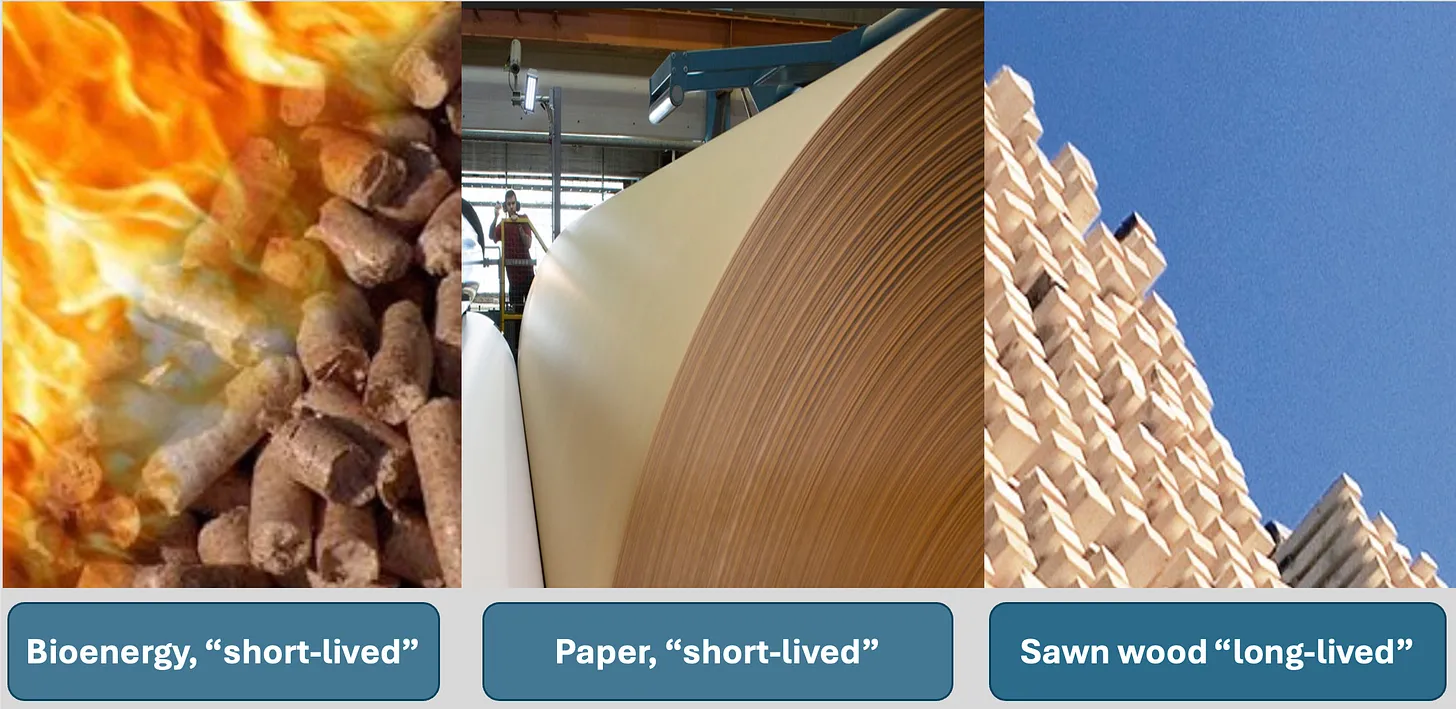 Bioenergy, “short-lived”
Paper, “short-lived”
Sawn wood “long-lived”